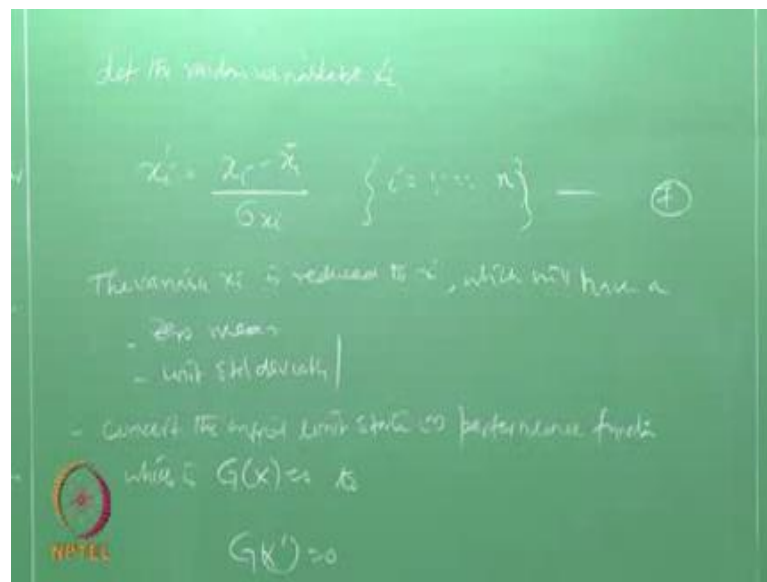 let the random variable be xi
xi' = (xi - x̄i) / σxi { i = 1, ... n } — (7)
The variable xi is reduced to xi', which will have a
- Zero mean
- unit std deviation
- convert the original limit state or performance function
which is G(x)=0 to
G(x')=0
NPTEL